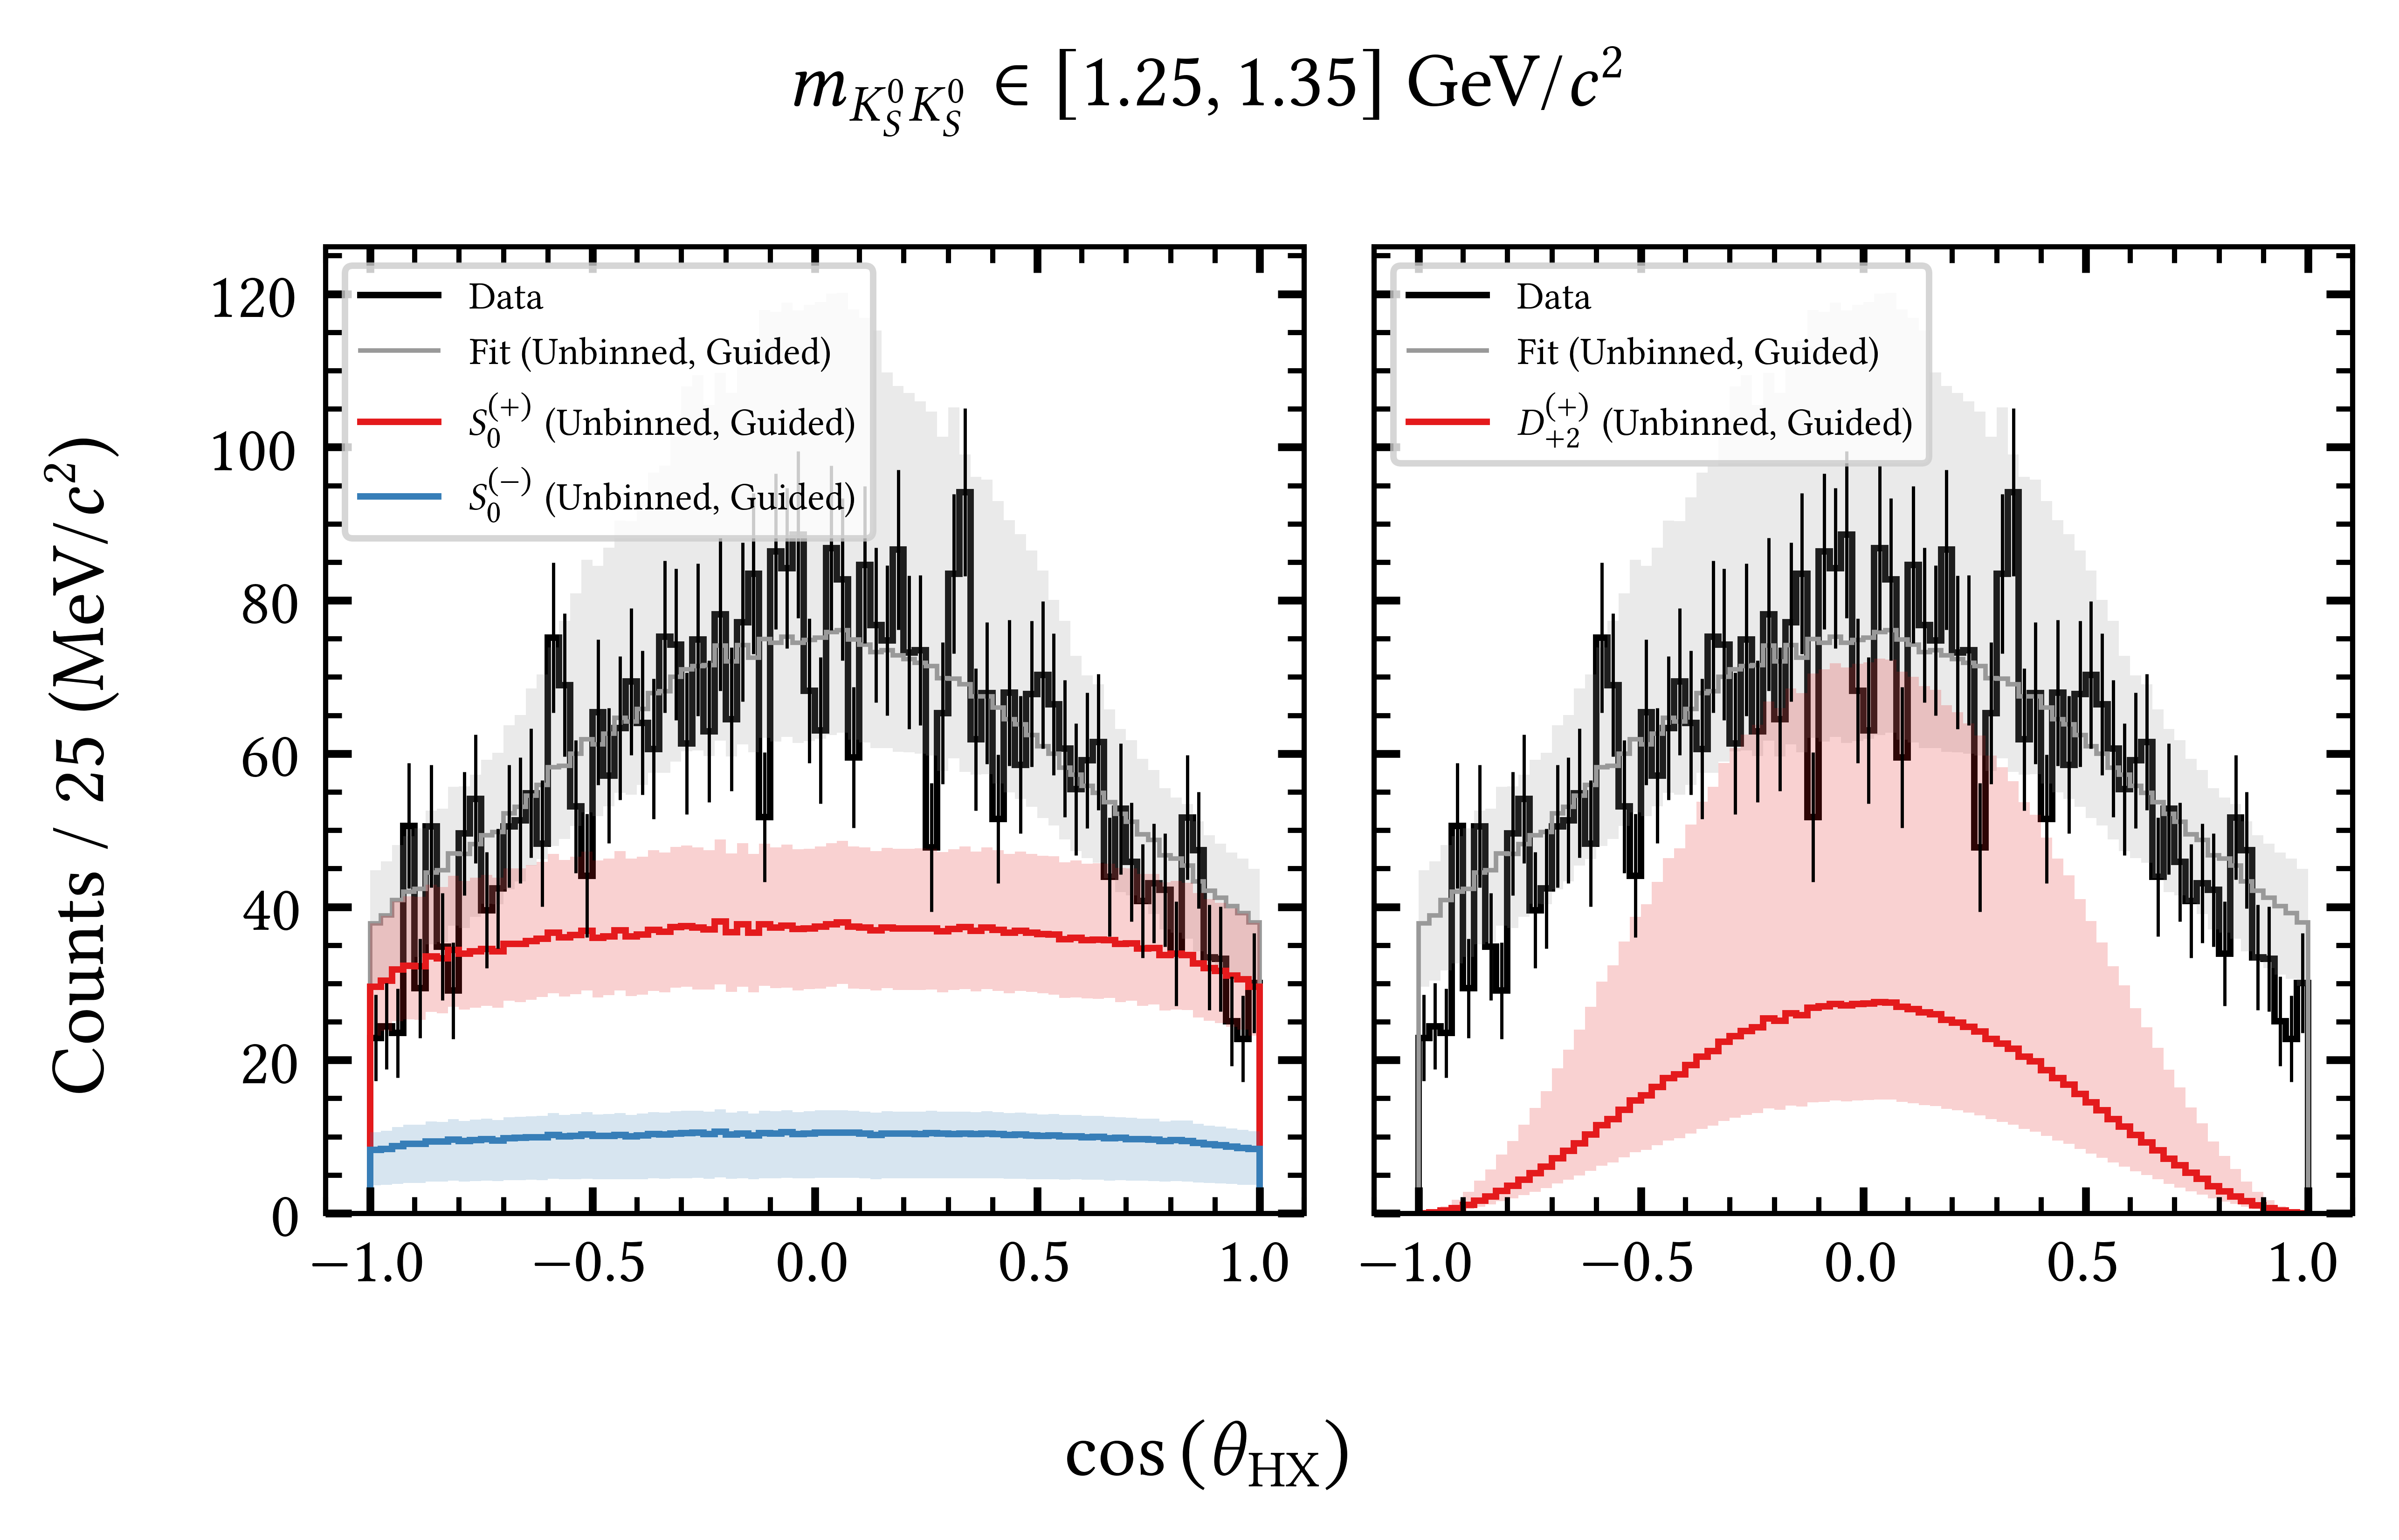 m_{K_S^0 K_S^0} ∈ [1.25, 1.35] GeV/c²
Counts / 25 (MeV/c²)
120
100
80
60
40
20
0
Data
Fit (Unbinned, Guided)
S_0^{(+)} (Unbinned, Guided)
S_0^{(−)} (Unbinned, Guided)
−1.0 −0.5 0.0 0.5 1.0
Data
Fit (Unbinned, Guided)
D_{+2}^{(+)} (Unbinned, Guided)
−1.0 −0.5 0.0 0.5 1.0
cos (θ_{HX})